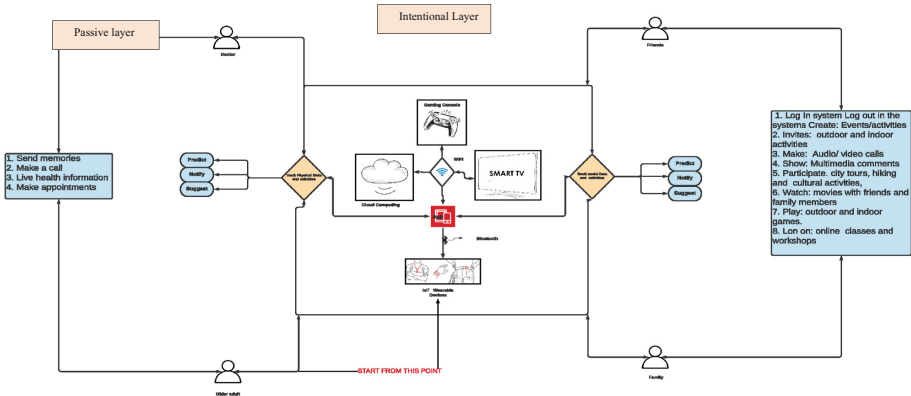 Passive layer
Intentional Layer
Doctor
Friends
1. Send memories
2. Make a call
3. Live health information
4. Make appointments
Predict
Notify
Suggest
Gaming Console
WiFi
SMART TV
Cloud Computing
Bluetooth
IoT Wearable
Devices
Predict
Notify
Suggest
1. Log In system Log out in the
systems Create: Events/activities
2. Invites: outdoor and indoor
activities
3. Make: Audio/ video calls
4. Show: Multimedia comments
5. Participate. city tours, hiking
and cultural activities,
6. Watch: movies with friends and
family members
7. Play: outdoor and indoor
games.
8. Lon on: online classes and
workshops
START FROM THIS POINT
Older adult
Family